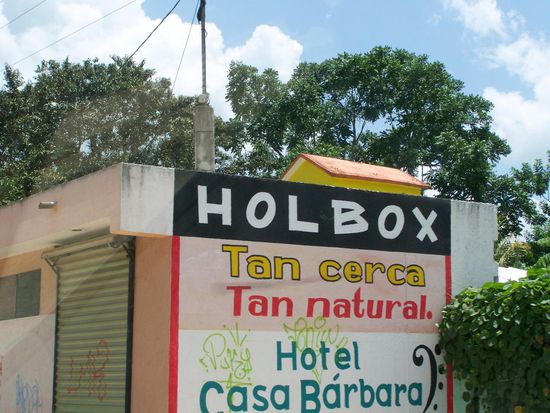 HOLBOX
Tan cerca
Tan natural.
Hotel
Casa Bárbara